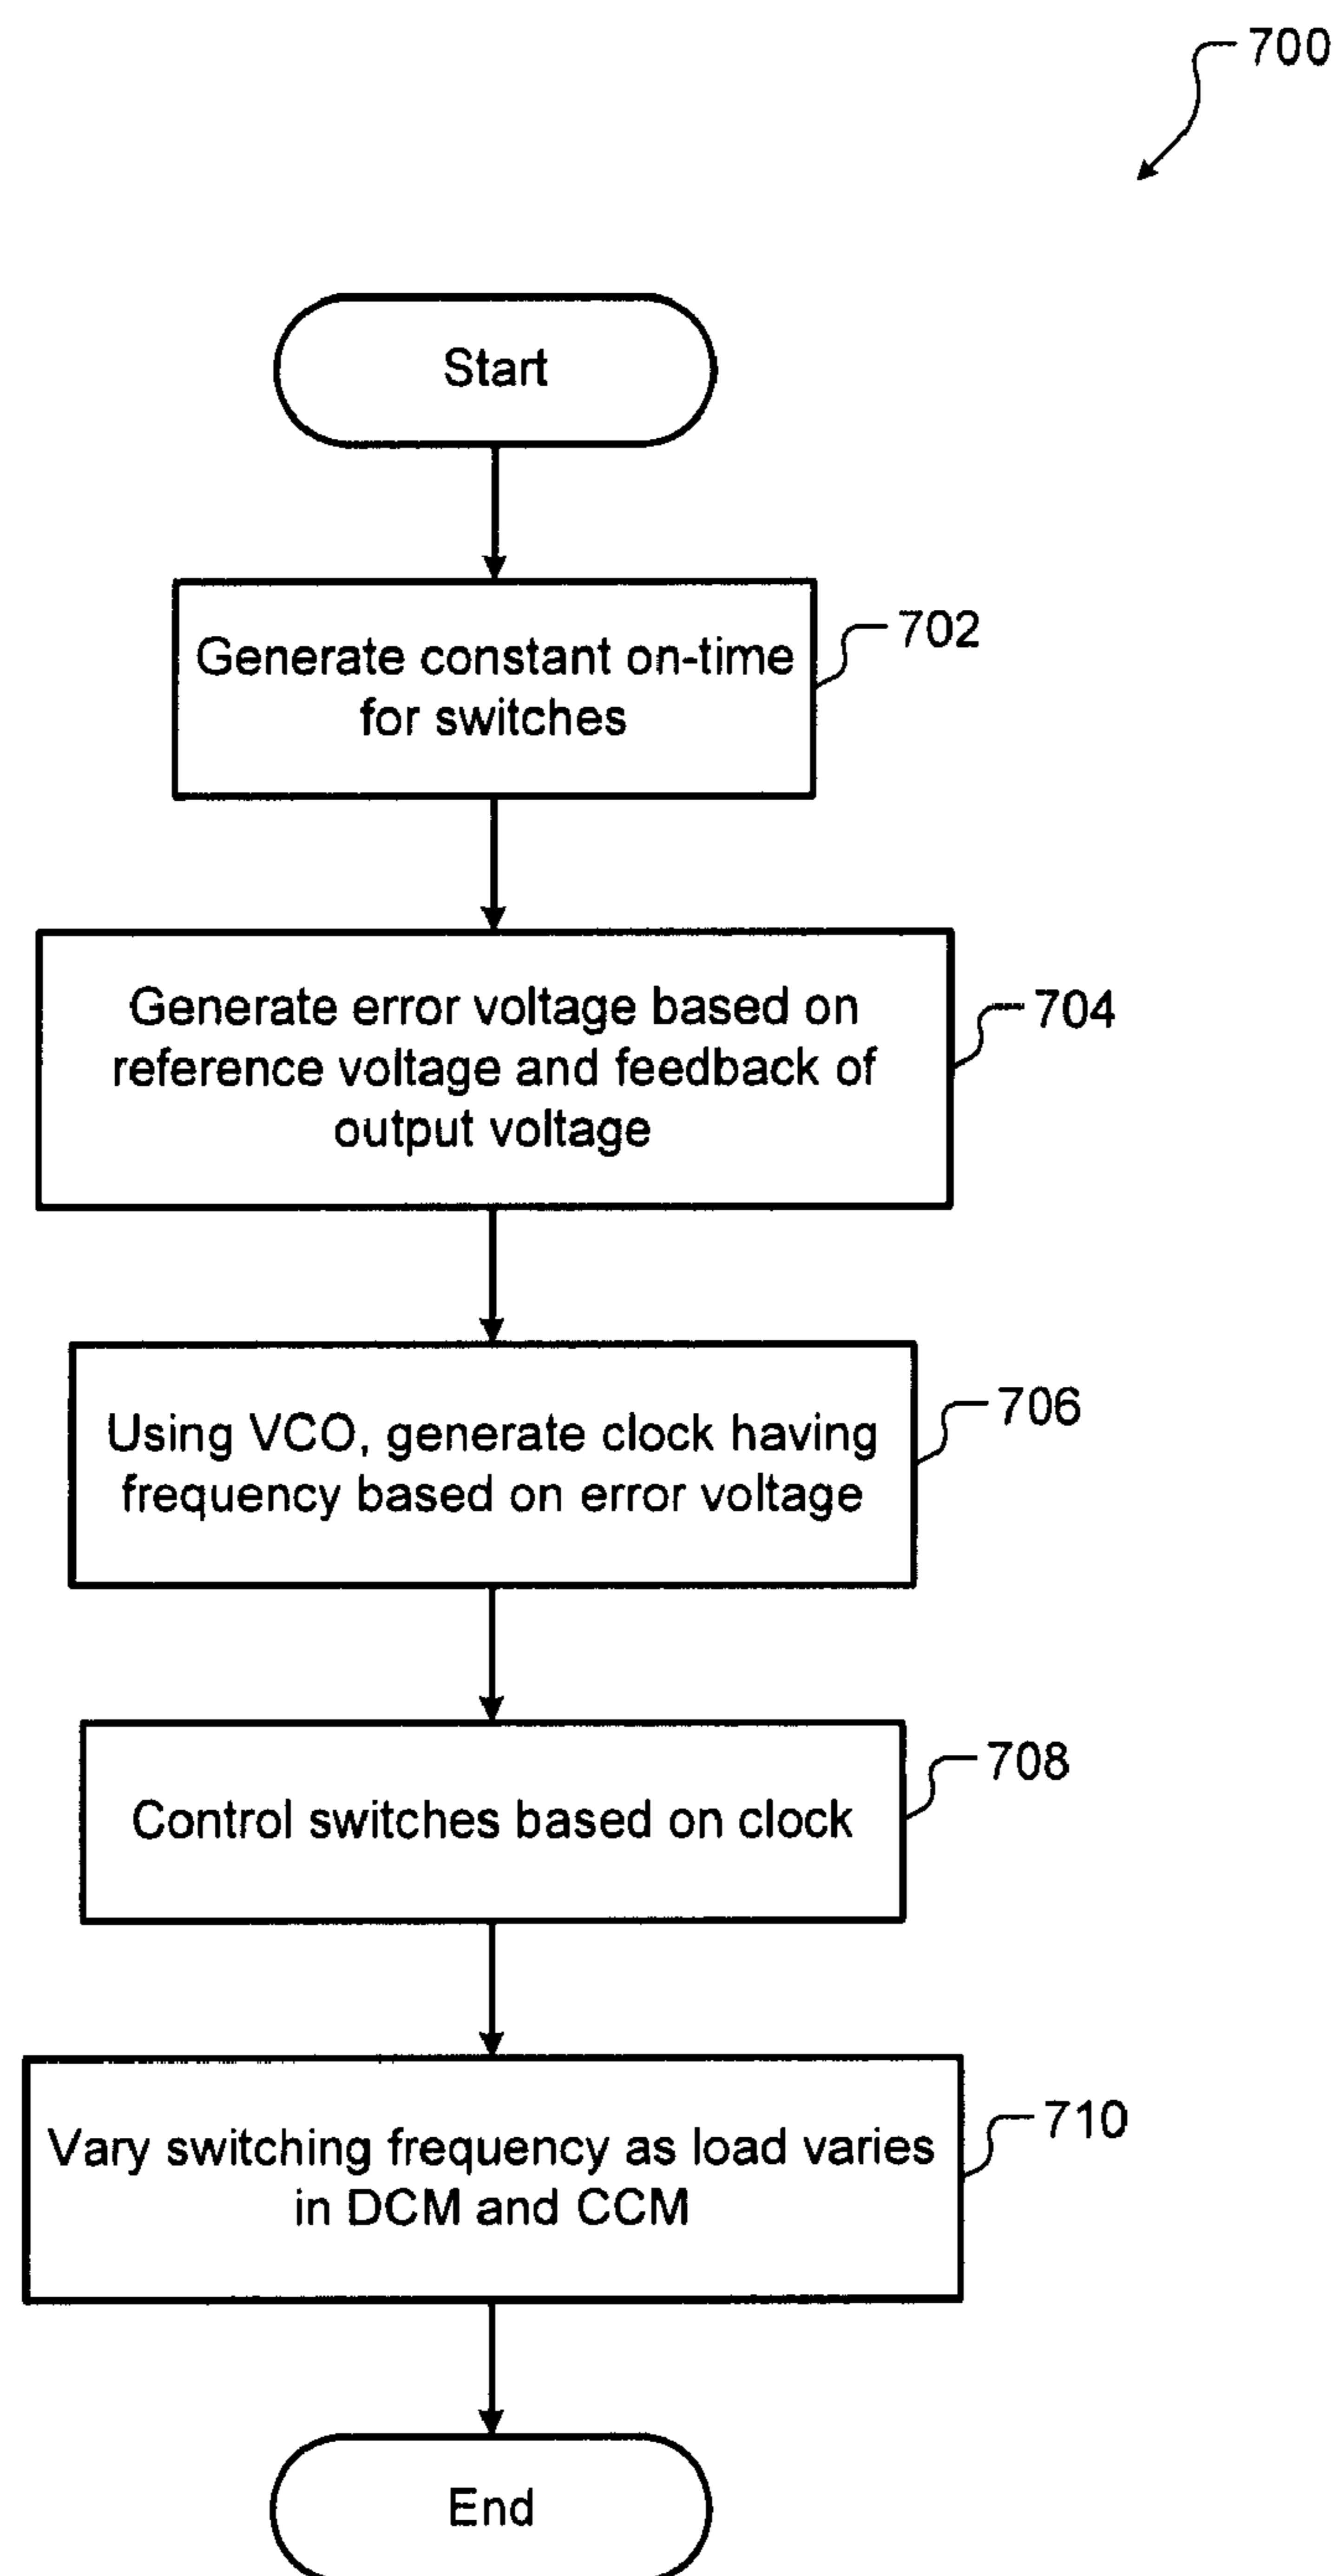 700
Start
Generate constant on-time
for switches
702
Generate error voltage based on
reference voltage and feedback of
output voltage
704
Using VCO, generate clock having
frequency based on error voltage
706
Control switches based on clock
708
Vary switching frequency as load varies
in DCM and CCM
710
End